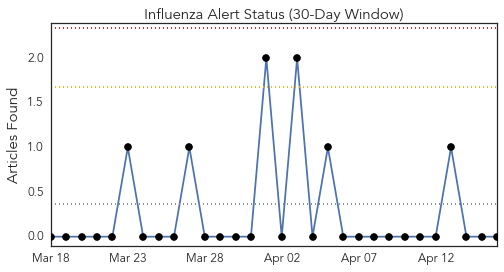 Influenza Alert Status (30-Day Window)
Articles Found
2.0
1.5
1.0
0.5
0.0
Mar 18 Mar 23 Mar 28 Apr 02 Apr 07 Apr 12